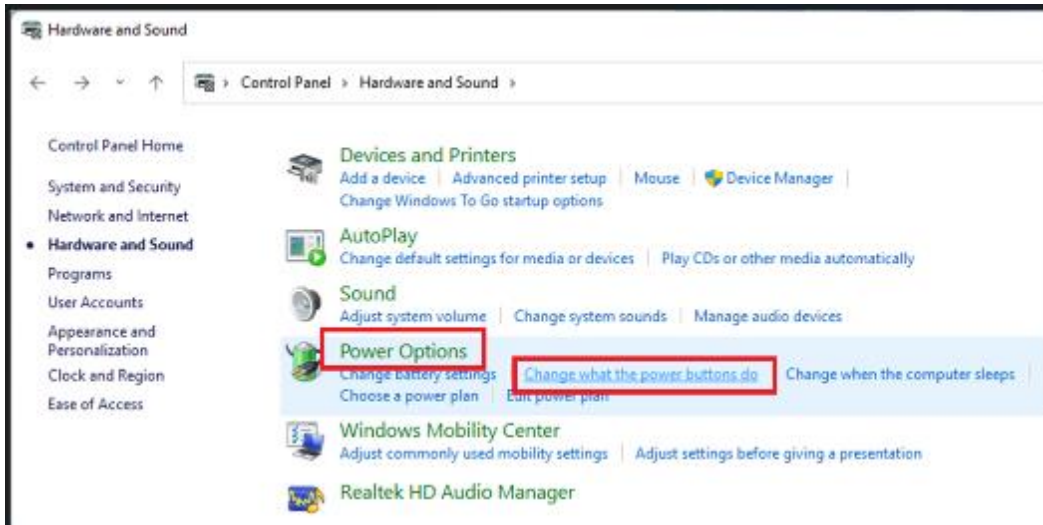 Hardware and Sound
Control Panel > Hardware and Sound >
Control Panel Home
System and Security
Network and Internet
Hardware and Sound
Programs
User Accounts
Appearance and
Personalization
Clock and Region
Ease of Access
Devices and Printers
Add a device | Advanced printer setup | Mouse | Device Manager |
Change Windows To Go startup options
AutoPlay
Change default settings for media or devices | Play CDs or other media automatically
Sound
Adjust system volume | Change system sounds | Manage audio devices
Power Options
Change battery settings | Change what the power buttons do | Change when the computer sleeps |
Choose a power plan | Edit power plan
Windows Mobility Center
Adjust commonly used mobility settings | Adjust settings before giving a presentation
Realtek HD Audio Manager